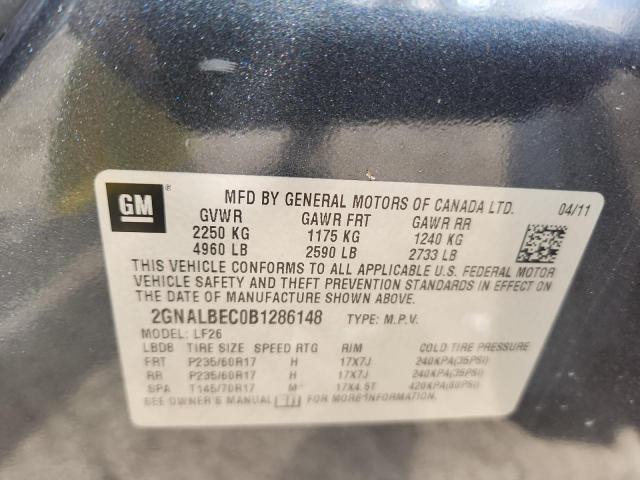 GM ®
MFD BY GENERAL MOTORS OF CANADA LTD. 04/11
GVWR GAWR FRT GAWR RR
2250 KG 1175 KG 1240 KG
4960 LB 2590 LB 2733 LB
THIS VEHICLE CONFORMS TO ALL APPLICABLE U.S. FEDERAL MOTOR
VEHICLE SAFETY AND THEFT PREVENTION STANDARDS IN EFFECT ON
THE DATE OF MANUFACTURE SHOWN ABOVE.
2GNALBEC0B1286148 TYPE: M.P.V.
MODEL: LF26
LBDB TIRE SIZE SPEED RTG RIM COLD TIRE PRESSURE
FRT P235/60R17 H 17X7J 240KPA(35PSI)
RR P235/60R17 H 17X7J 240KPA(35PSI)
SPA T145/70R17 M 17X4.5T 420KPA(60PSI)
SEE OWNER'S MANUAL FOR MORE INFORMATION